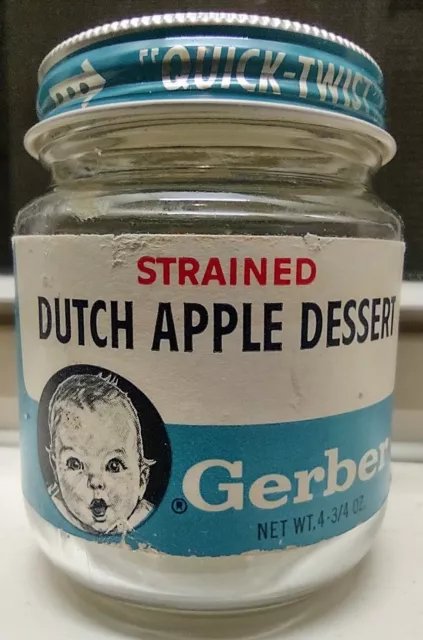 "QUICK-TWIST"
STRAINED
DUTCH APPLE DESSERT
® Gerber
NET WT. 4-3/4 OZ.